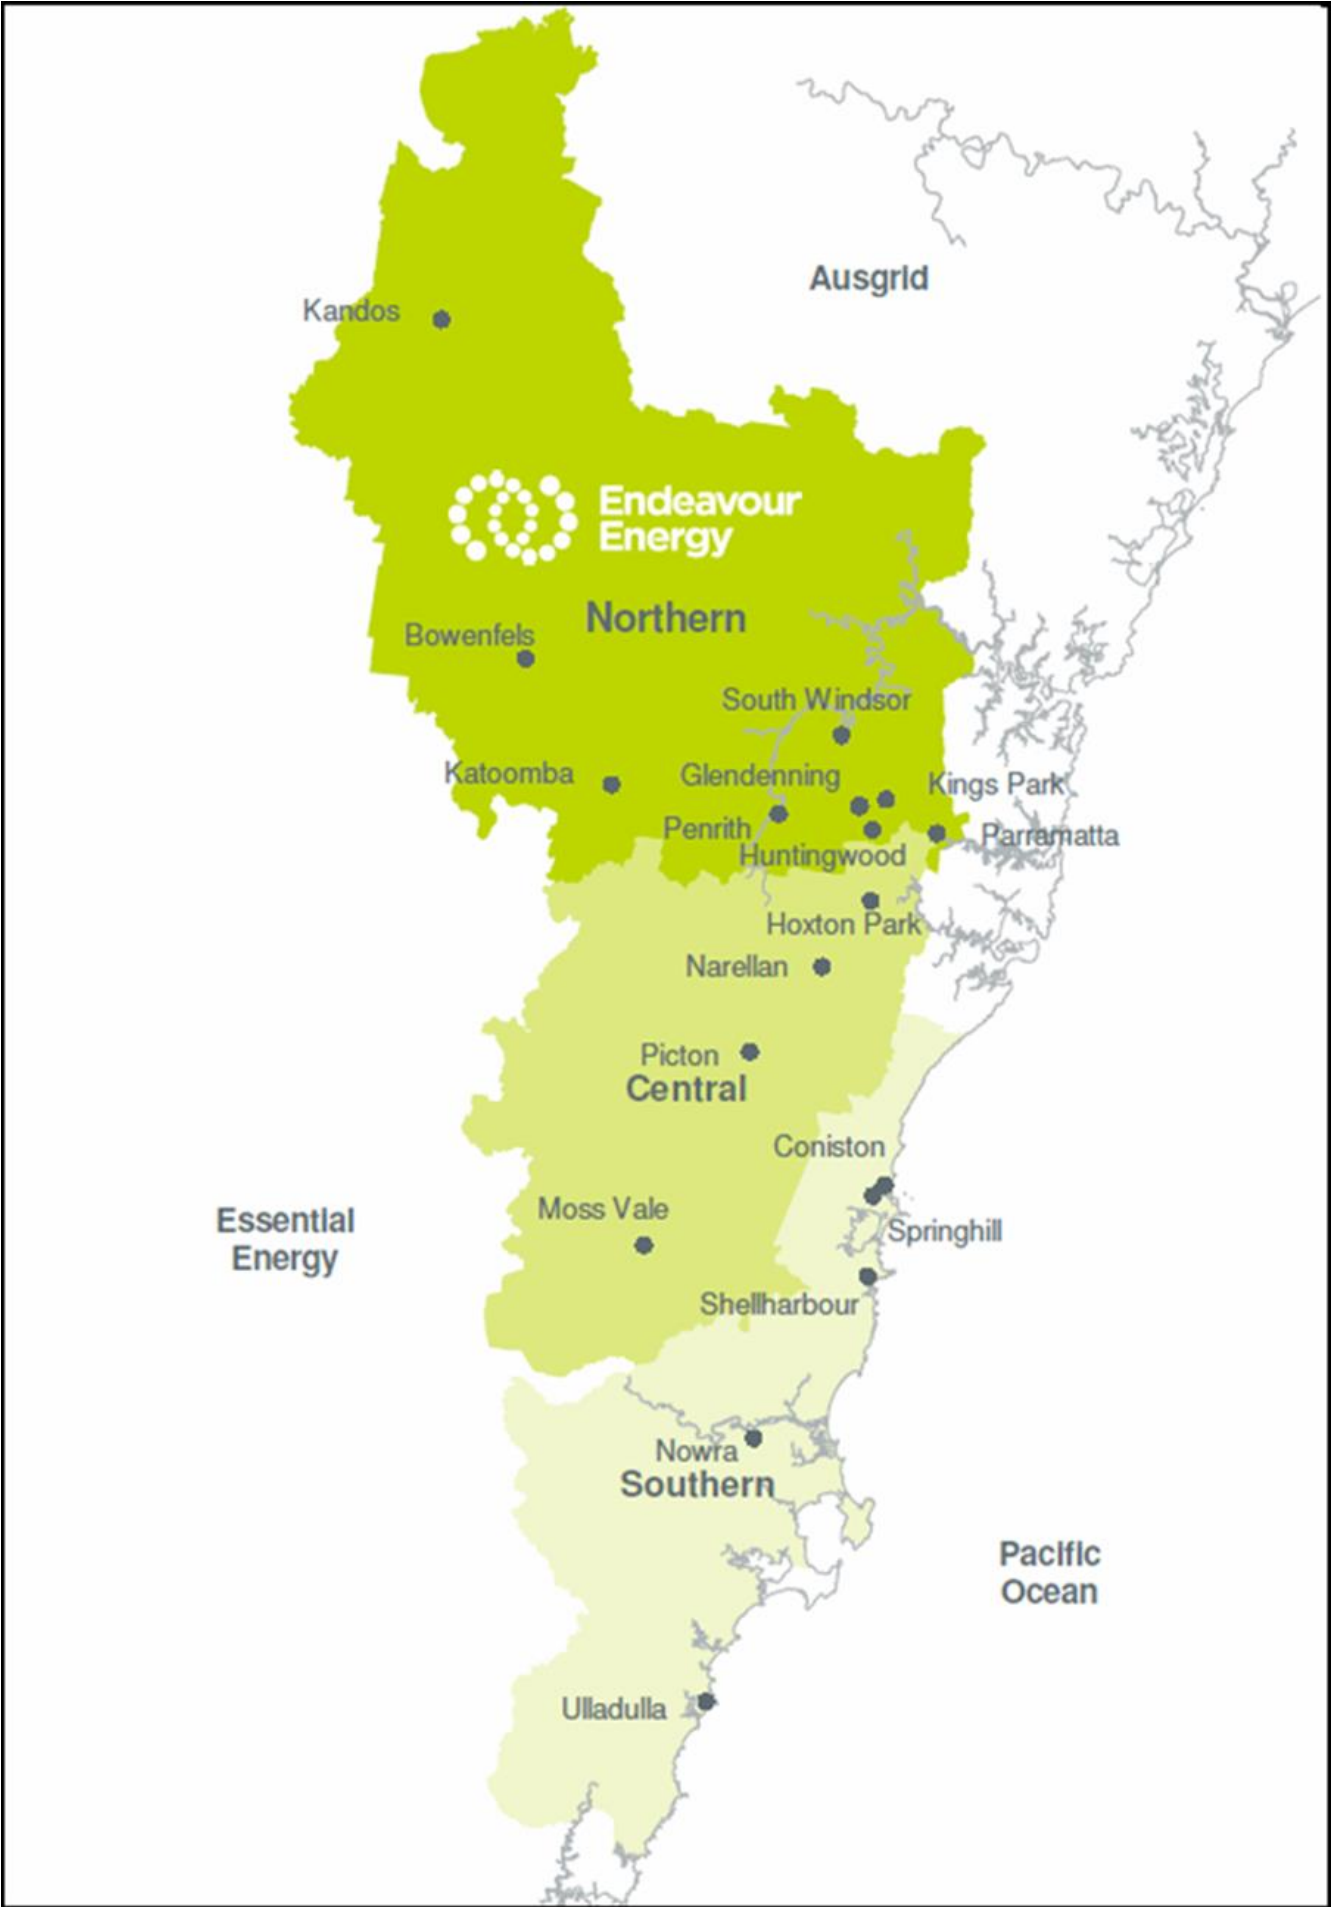 Ausgrid
Kandos
Endeavour
Energy
Northern
Bowenfels
South Windsor
Katoomba
Glendenning
Kings Park
Penrith
Parramatta
Huntingwood
Hoxton Park
Narellan
Picton
Central
Coniston
Moss Vale
Essential
Energy
Springhill
Shellharbour
Nowra
Southern
Pacific
Ocean
Ulladulla